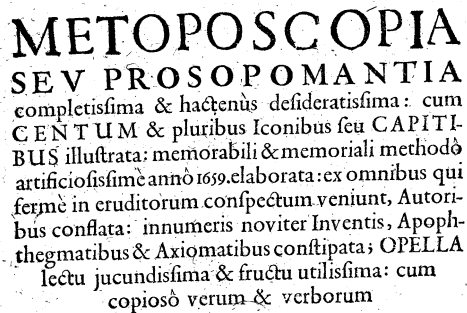 METOPOSCOPIA
SEV PROSOPOMANTIA
completiſſima & hactenùs deſideratiſſima: cum
CENTUM & pluribus Iconibus ſeu CAPITI-
BUS illuſtrata: memorabili & memoriali methodô
artificioſisſimè annô 1659. elaborata: ex omnibus qui
fermè in eruditorum conſpectum veniunt, Autori-
bus conflata: innumeris noviter Inventis, Apoph-
thegmatibus & Axiomatibus conſtipata; OPELLA
lectu jucundisſima & fructu utilisſima: cum
copiosô verum & verborum